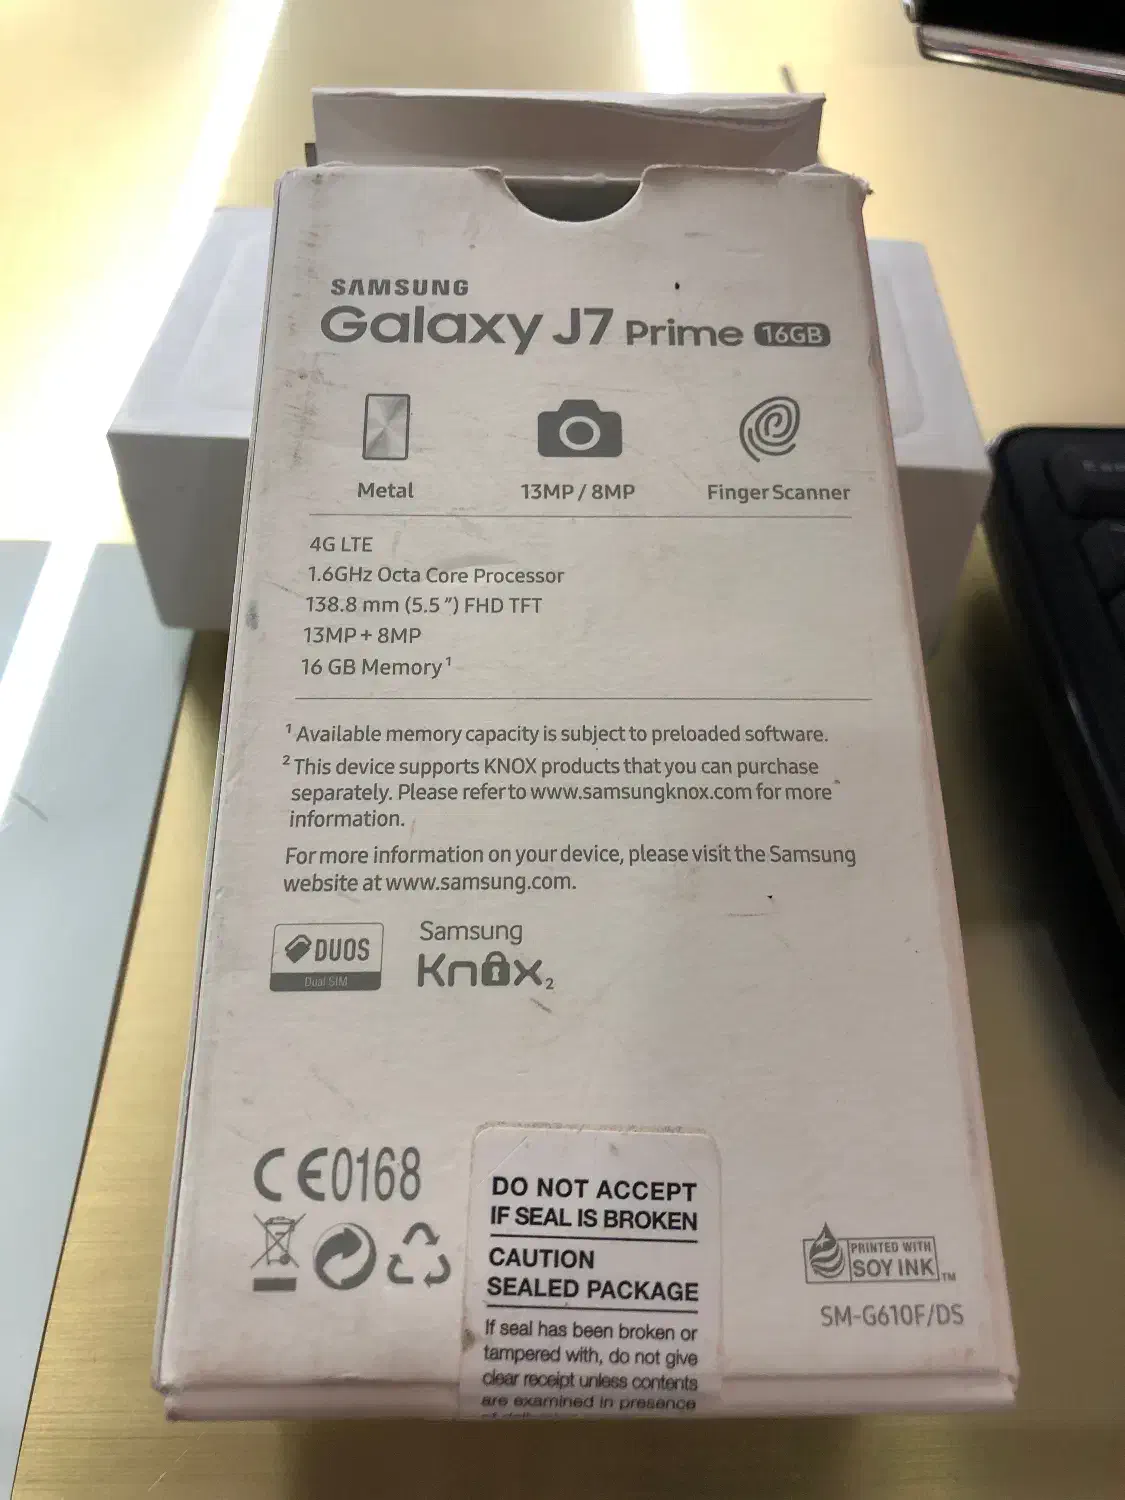 SAMSUNG
Galaxy J7 Prime 16GB
Metal
13MP / 8MP
Finger Scanner
4G LTE
1.6GHz Octa Core Processor
138.8 mm (5.5 ″) FHD TFT
13MP + 8MP
16 GB Memory¹
¹ Available memory capacity is subject to preloaded software.
² This device supports KNOX products that you can purchase
separately. Please refer to www.samsungknox.com for more
information.
For more information on your device, please visit the Samsung
website at www.samsung.com.
DUOS
Dual SIM
Samsung
Knox₂
CE0168
DO NOT ACCEPT
IF SEAL IS BROKEN
CAUTION
SEALED PACKAGE
If seal has been broken or
tampered with, do not give
clear receipt unless contents
are examined in presence
PRINTED WITH
SOY INK™
SM-G610F/DS